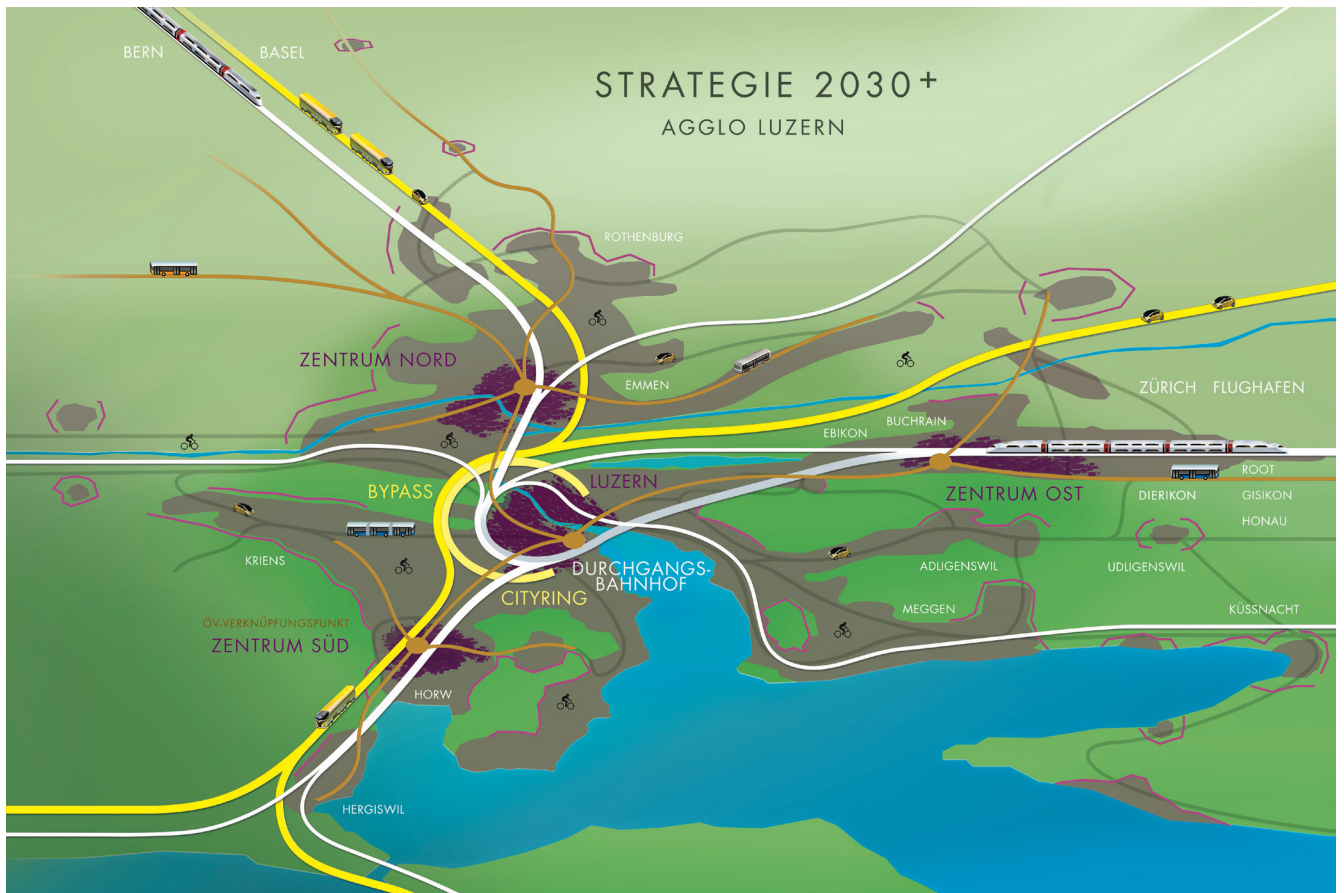 BERN
BASEL
STRATEGIE 2030+
AGGLO LUZERN
ROTHENBURG
ZENTRUM NORD
EMMEN
ZÜRICH FLUGHAFEN
BUCHRAIN
EBIKON
ROOT
BYPASS
LUZERN
ZENTRUM OST
DIERIKON
GISIKON
HONAU
KRIENS
DURCHGANGS-
BAHNHOF
ADLIGENSWIL
UDLIGENSWIL
CITYRING
MEGGEN
KÜSSNACHT
ÖV-VERKNÜPFUNGSPUNKT
ZENTRUM SÜD
HORW
HERGISWIL